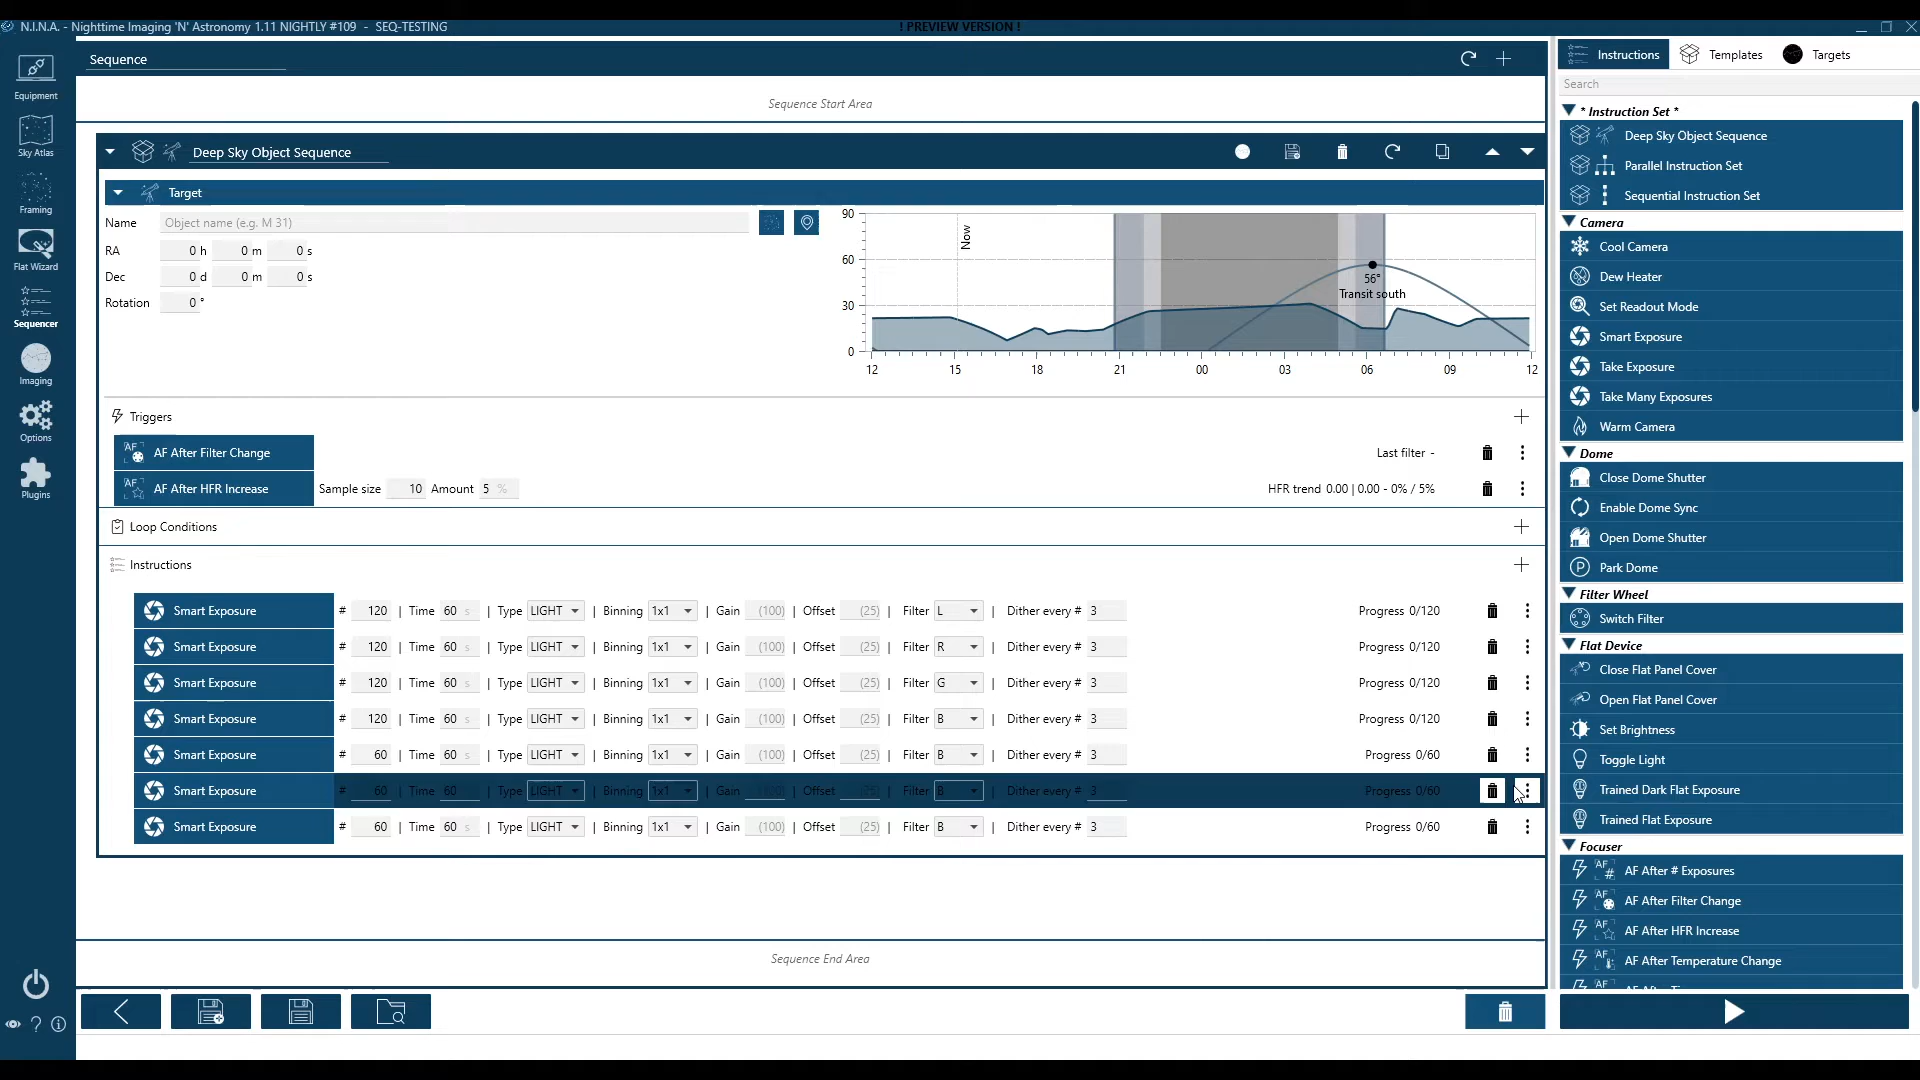 N.I.N.A. - Nighttime Imaging 'N' Astronomy 1.11 NIGHTLY #109 - SEQ-TESTING
! PREVIEW VERSION !
Equipment
Sky Atlas
Framing
Flat Wizard
Sequencer
Imaging
Options
Plugins
Sequence
Sequence Start Area
Deep Sky Object Sequence
Target
Name Object name (e.g. M 31)
RA 0 h 0 m 0 s
Dec 0 d 0 m 0 s
Rotation 0 °
90
60
30
0
Now
56°
Transit south
12 15 18 21 00 03 06 09 12
Triggers
AF After Filter Change Last filter -
AF After HFR Increase Sample size 10 Amount 5 % HFR trend 0.00 | 0.00 - 0% / 5%
Loop Conditions
Instructions
Smart Exposure # 120 | Time 60 s | Type LIGHT | Binning 1x1 | Gain (100) | Offset (25) | Filter L | Dither every # 3 Progress 0/120
Smart Exposure # 120 | Time 60 s | Type LIGHT | Binning 1x1 | Gain (100) | Offset (25) | Filter R | Dither every # 3 Progress 0/120
Smart Exposure # 120 | Time 60 s | Type LIGHT | Binning 1x1 | Gain (100) | Offset (25) | Filter G | Dither every # 3 Progress 0/120
Smart Exposure # 120 | Time 60 s | Type LIGHT | Binning 1x1 | Gain (100) | Offset (25) | Filter B | Dither every # 3 Progress 0/120
Smart Exposure # 60 | Time 60 s | Type LIGHT | Binning 1x1 | Gain (100) | Offset (25) | Filter B | Dither every # 3 Progress 0/60
Smart Exposure # 60 | Time 60 | Type LIGHT | Binning 1x1 | Gain | Offset | Filter B | Dither every # 3 Progress 0/60
Smart Exposure # 60 | Time 60 s | Type LIGHT | Binning 1x1 | Gain (100) | Offset (25) | Filter B | Dither every # 3 Progress 0/60
Sequence End Area
Instructions Templates Targets
Search
* Instruction Set *
Deep Sky Object Sequence
Parallel Instruction Set
Sequential Instruction Set
Camera
Cool Camera
Dew Heater
Set Readout Mode
Smart Exposure
Take Exposure
Take Many Exposures
Warm Camera
Dome
Close Dome Shutter
Enable Dome Sync
Open Dome Shutter
Park Dome
Filter Wheel
Switch Filter
Flat Device
Close Flat Panel Cover
Open Flat Panel Cover
Set Brightness
Toggle Light
Trained Dark Flat Exposure
Trained Flat Exposure
Focuser
AF After # Exposures
AF After Filter Change
AF After HFR Increase
AF After Temperature Change